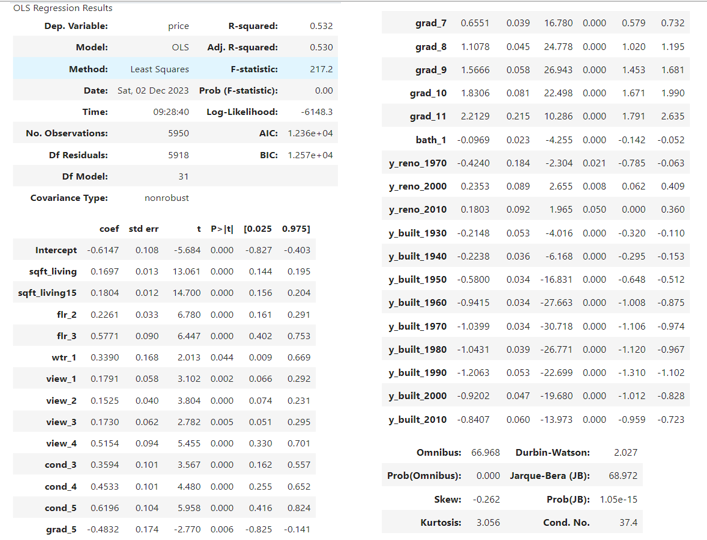 OLS Regression Results
Dep. Variable: price R-squared: 0.532
Model: OLS Adj. R-squared: 0.530
Method: Least Squares F-statistic: 217.2
Date: Sat, 02 Dec 2023 Prob (F-statistic): 0.00
Time: 09:28:40 Log-Likelihood: -6148.3
No. Observations: 5950 AIC: 1.236e+04
Df Residuals: 5918 BIC: 1.257e+04
Df Model: 31
Covariance Type: nonrobust
coef std err t P>|t| [0.025 0.975]
Intercept -0.6147 0.108 -5.684 0.000 -0.827 -0.403
sqft_living 0.1697 0.013 13.061 0.000 0.144 0.195
sqft_living15 0.1804 0.012 14.700 0.000 0.156 0.204
flr_2 0.2261 0.033 6.780 0.000 0.161 0.291
flr_3 0.5771 0.090 6.447 0.000 0.402 0.753
wtr_1 0.3390 0.168 2.013 0.044 0.009 0.669
view_1 0.1791 0.058 3.102 0.002 0.066 0.292
view_2 0.1525 0.040 3.804 0.000 0.074 0.231
view_3 0.1730 0.062 2.782 0.005 0.051 0.295
view_4 0.5154 0.094 5.455 0.000 0.330 0.701
cond_3 0.3594 0.101 3.567 0.000 0.162 0.557
cond_4 0.4533 0.101 4.480 0.000 0.255 0.652
cond_5 0.6196 0.104 5.958 0.000 0.416 0.824
grad_5 -0.4832 0.174 -2.770 0.006 -0.825 -0.141
grad_7 0.6551 0.039 16.780 0.000 0.579 0.732
grad_8 1.1078 0.045 24.778 0.000 1.020 1.195
grad_9 1.5666 0.058 26.943 0.000 1.453 1.681
grad_10 1.8306 0.081 22.498 0.000 1.671 1.990
grad_11 2.2129 0.215 10.286 0.000 1.791 2.635
bath_1 -0.0969 0.023 -4.255 0.000 -0.142 -0.052
y_reno_1970 -0.4240 0.184 -2.304 0.021 -0.785 -0.063
y_reno_2000 0.2353 0.089 2.655 0.008 0.062 0.409
y_reno_2010 0.1803 0.092 1.965 0.050 0.000 0.360
y_built_1930 -0.2148 0.053 -4.016 0.000 -0.320 -0.110
y_built_1940 -0.2238 0.036 -6.168 0.000 -0.295 -0.153
y_built_1950 -0.5800 0.034 -16.831 0.000 -0.648 -0.512
y_built_1960 -0.9415 0.034 -27.663 0.000 -1.008 -0.875
y_built_1970 -1.0399 0.034 -30.718 0.000 -1.106 -0.974
y_built_1980 -1.0431 0.039 -26.771 0.000 -1.120 -0.967
y_built_1990 -1.2063 0.053 -22.699 0.000 -1.310 -1.102
y_built_2000 -0.9202 0.047 -19.680 0.000 -1.012 -0.828
y_built_2010 -0.8407 0.060 -13.973 0.000 -0.959 -0.723
Omnibus: 66.968 Durbin-Watson: 2.027
Prob(Omnibus): 0.000 Jarque-Bera (JB): 68.972
Skew: -0.262 Prob(JB): 1.05e-15
Kurtosis: 3.056 Cond. No. 37.4